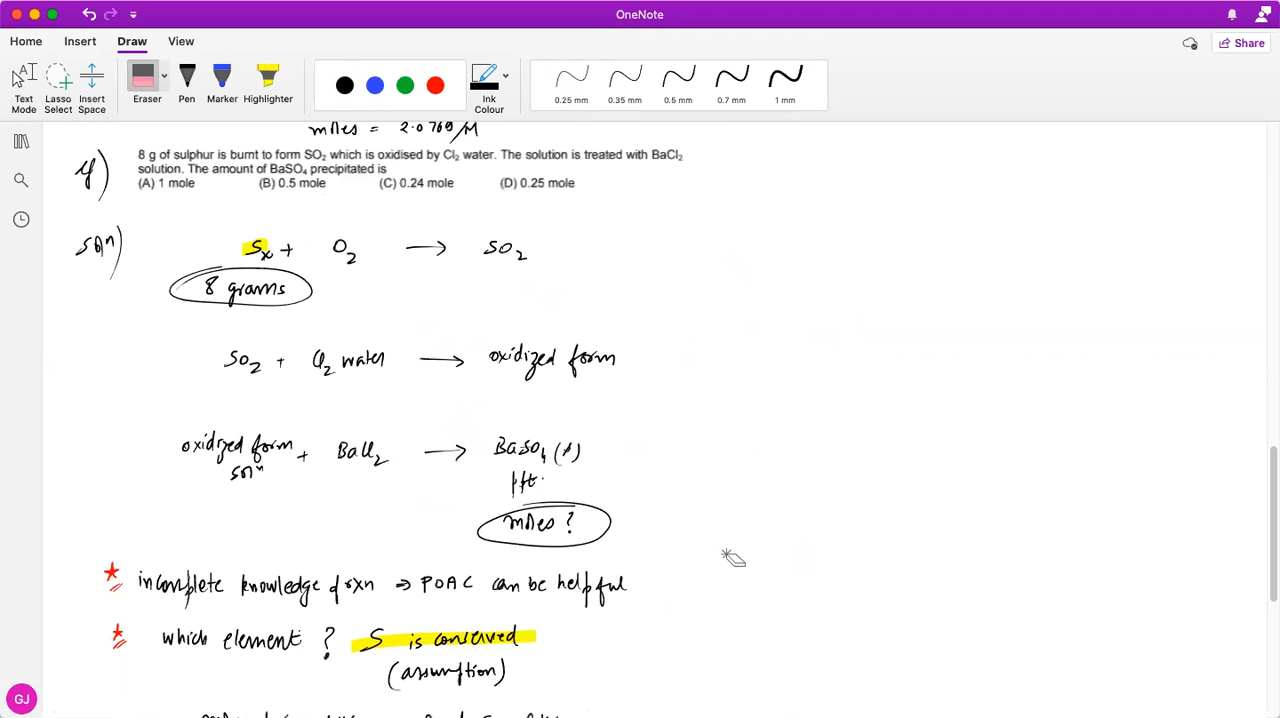 OneNote
Home Insert Draw View
Share
Text Mode
Lasso Select
Insert Space
Eraser
Pen
Marker
Highlighter
Ink Colour
0.25 mm 0.35 mm 0.5 mm 0.7 mm 1 mm
moles = 2.0769/M
8 g of sulphur is burnt to form SO₂ which is oxidised by Cl₂ water. The solution is treated with BaCl₂
solution. The amount of BaSO₄ precipitated is
(A) 1 mole (B) 0.5 mole (C) 0.24 mole (D) 0.25 mole
solⁿ) Sₓ + O₂ → SO₂
8 grams
SO₂ + Cl₂ water → oxidized form
oxidized form + BaCl₂ → BaSO₄ (↓)
solⁿ ppt.
moles ?
* incomplete knowledge of rxn ⇒ POAC can be helpful
* which element ? S is conserved
(assumption)
GJ